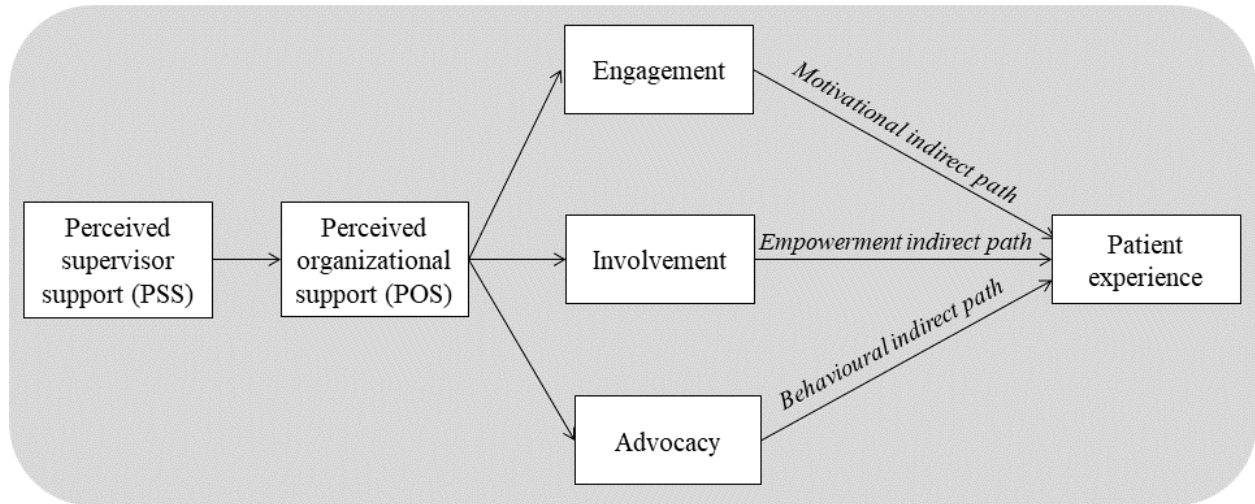 Engagement
Motivational indirect path
Perceived
supervisor
support (PSS)
Perceived
organizational
support (POS)
Involvement
Empowerment indirect path
Patient
experience
Behavioural indirect path
Advocacy